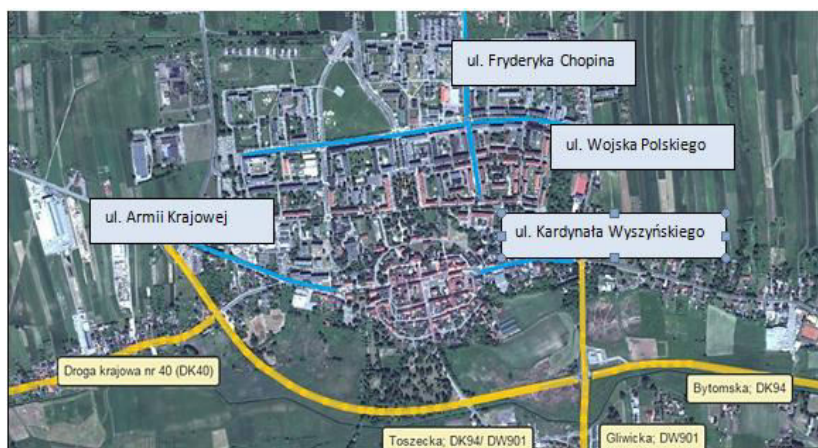 ul. Fryderyka Chopina
ul. Wojska Polskiego
ul. Armii Krajowej
ul. Kardynała Wyszyńskiego
Droga krajowa nr 40 (DK40)
Bytomska; DK94
Toszecka; DK94/ DW901
Gliwicka; DW901